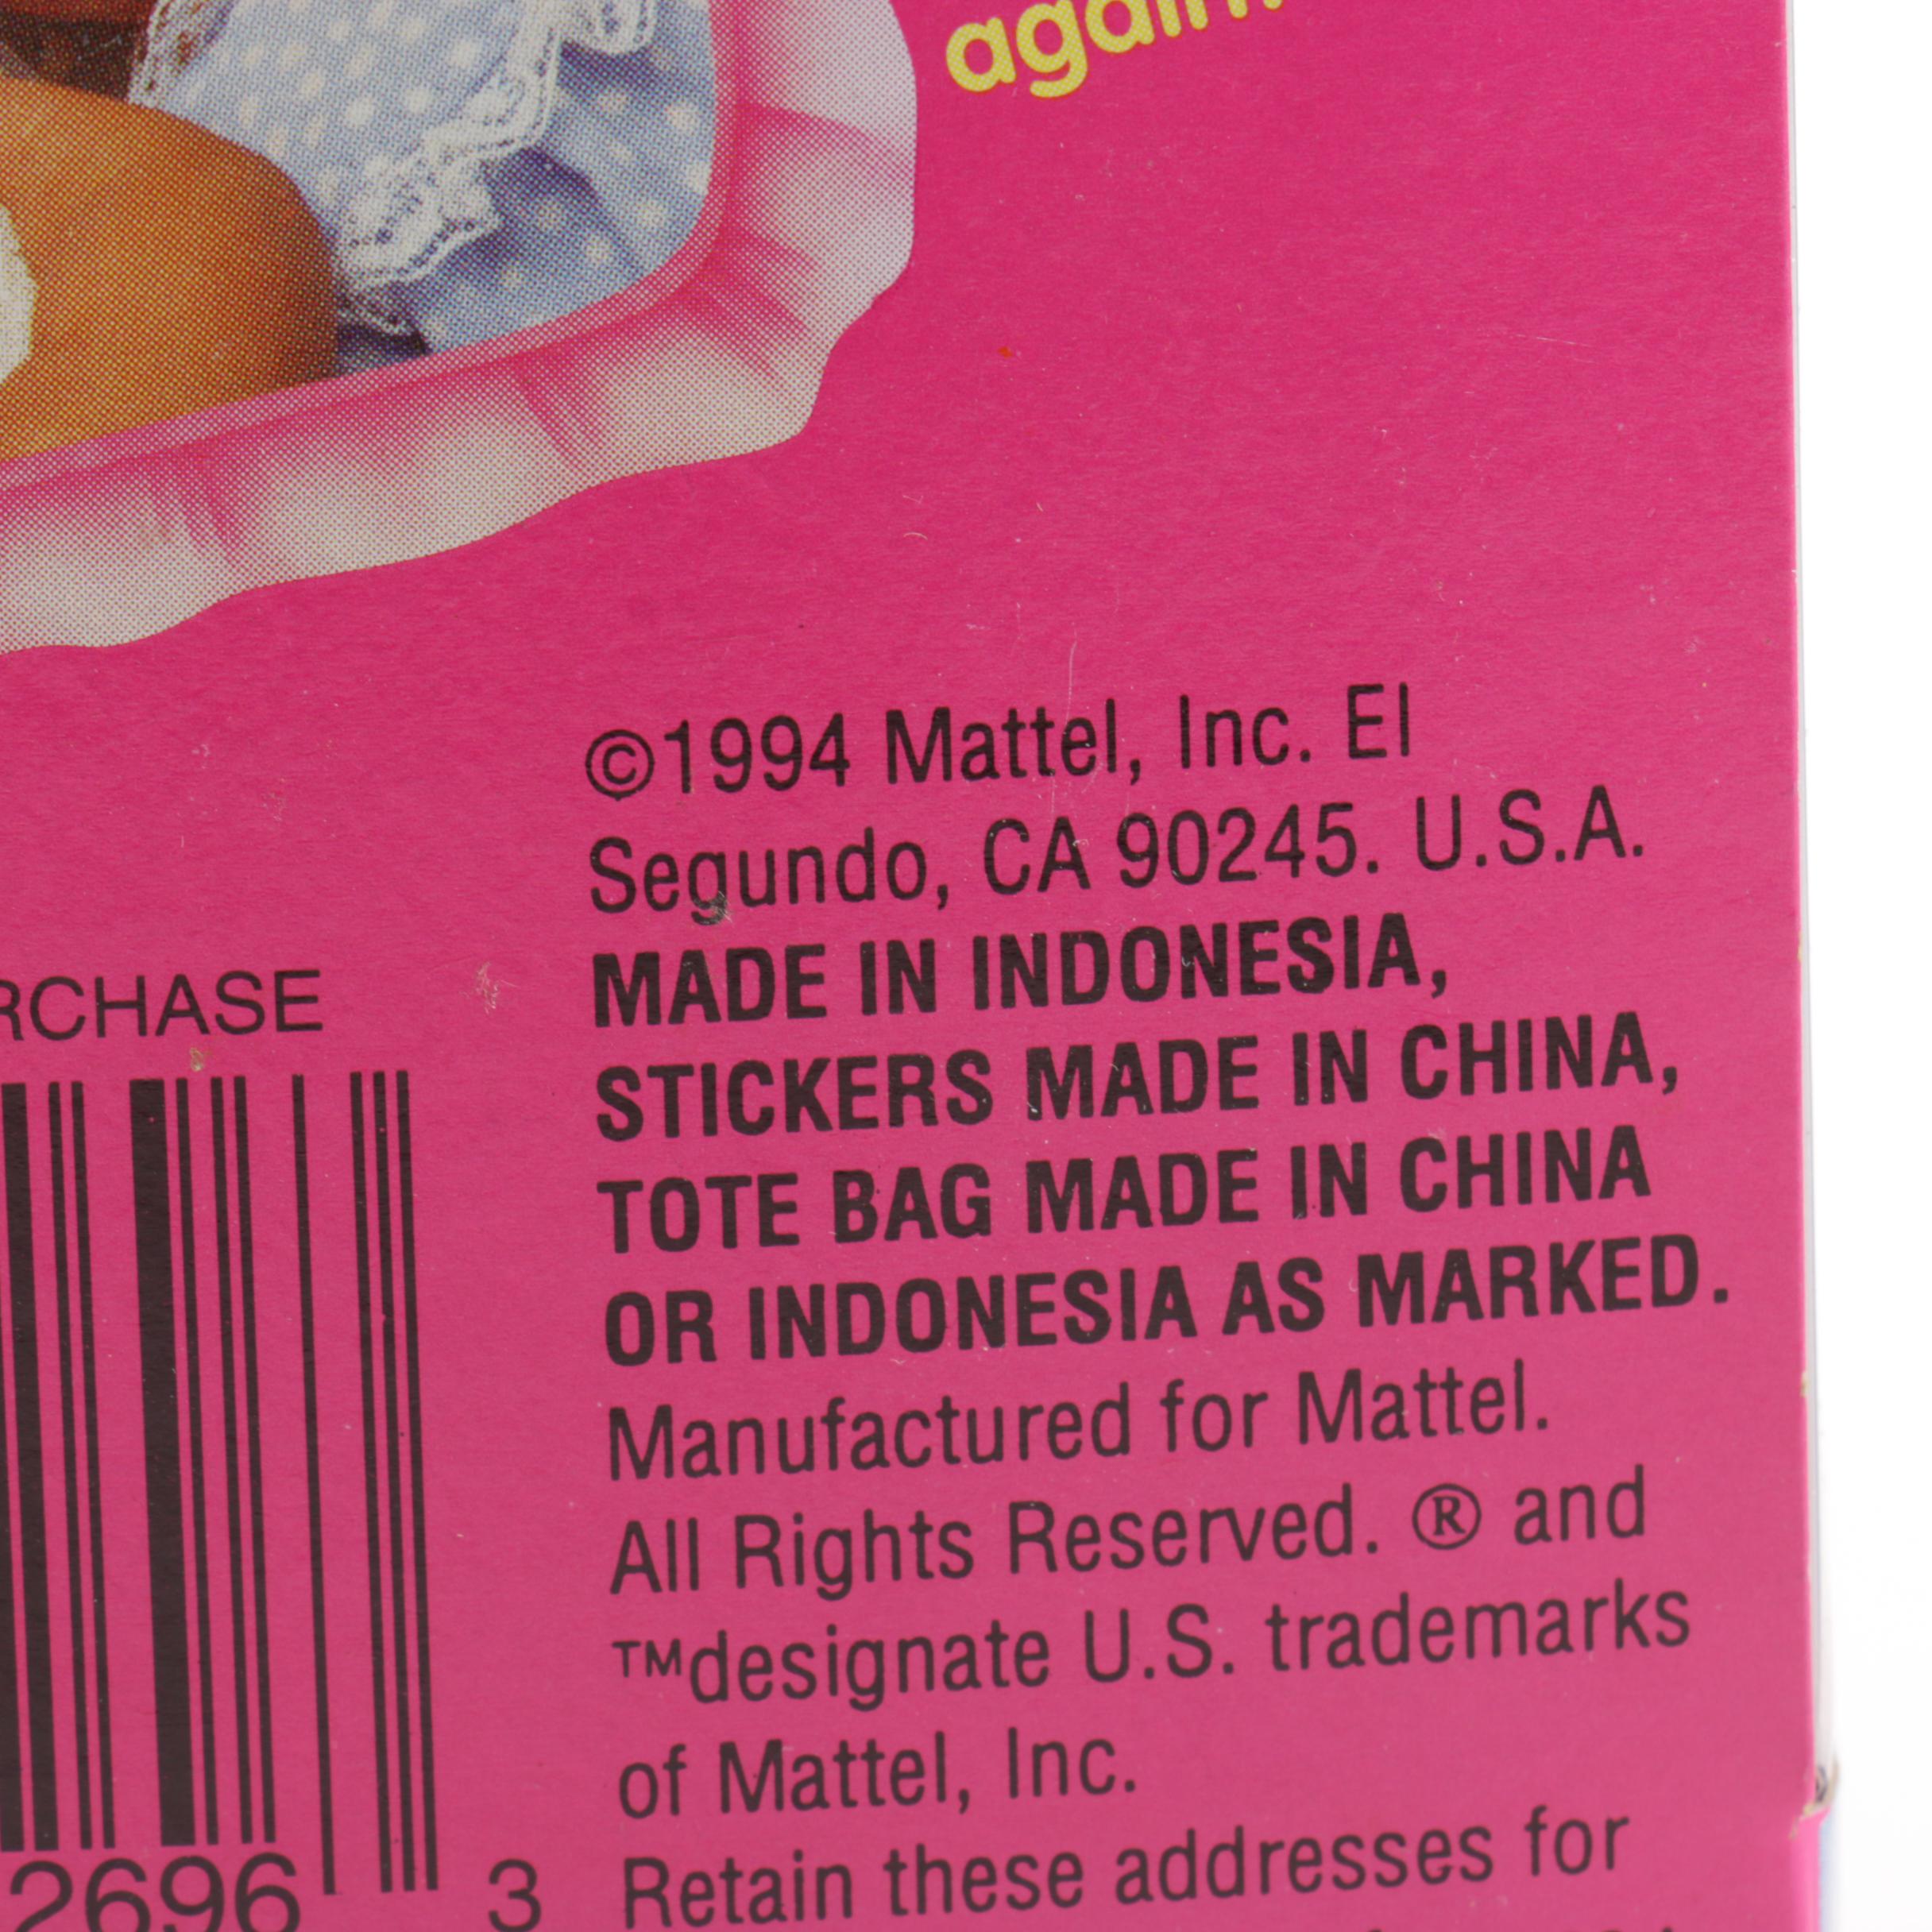 again
©1994 Mattel, Inc. El
Segundo, CA 90245. U.S.A.
MADE IN INDONESIA,
STICKERS MADE IN CHINA,
TOTE BAG MADE IN CHINA
OR INDONESIA AS MARKED.
Manufactured for Mattel.
All Rights Reserved. ® and
™designate U.S. trademarks
of Mattel, Inc.
Retain these addresses for
RCHASE
2696 3